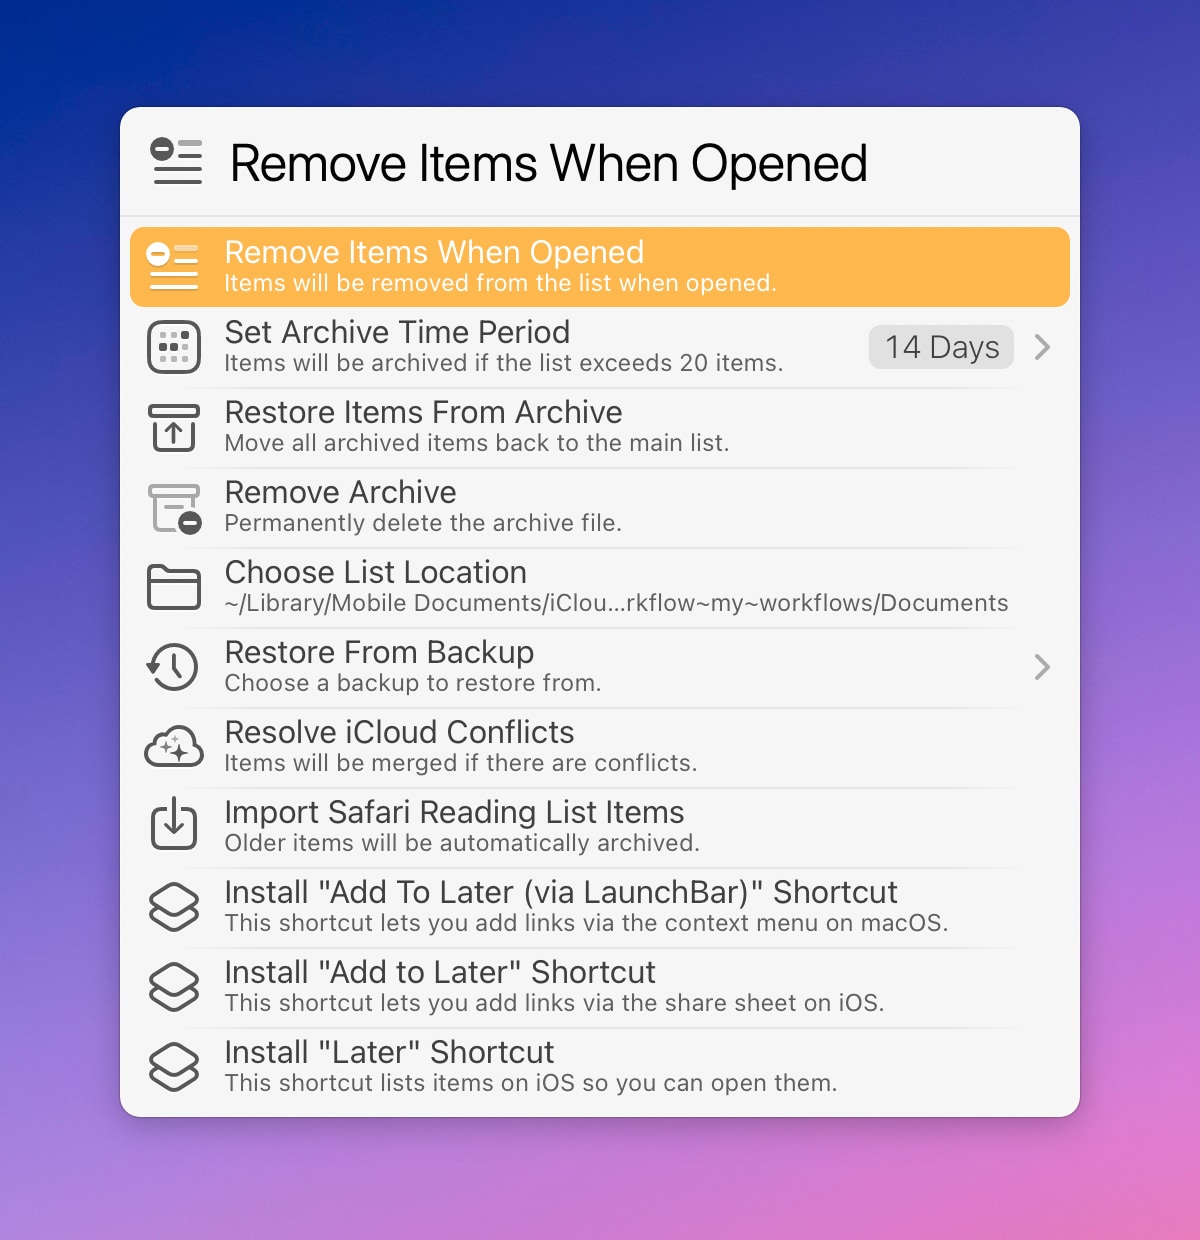 Remove Items When Opened
Remove Items When Opened
Items will be removed from the list when opened.
Set Archive Time Period
14 Days
Items will be archived if the list exceeds 20 items.
Restore Items From Archive
Move all archived items back to the main list.
Remove Archive
Permanently delete the archive file.
Choose List Location
~/Library/Mobile Documents/iClou...rkflow~my~workflows/Documents
Restore From Backup
Choose a backup to restore from.
Resolve iCloud Conflicts
Items will be merged if there are conflicts.
Import Safari Reading List Items
Older items will be automatically archived.
Install "Add To Later (via LaunchBar)" Shortcut
This shortcut lets you add links via the context menu on macOS.
Install "Add to Later" Shortcut
This shortcut lets you add links via the share sheet on iOS.
Install "Later" Shortcut
This shortcut lists items on iOS so you can open them.